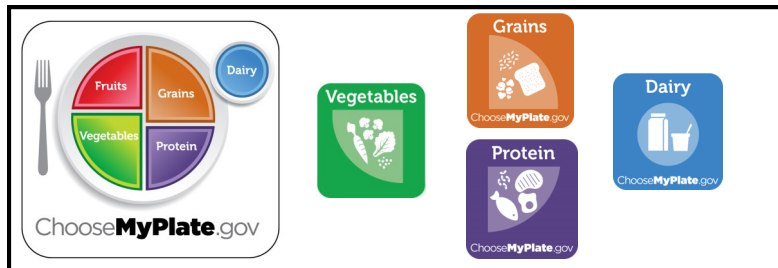 Fruits
Grains
Dairy
Vegetables
Protein
ChooseMyPlate.gov
Vegetables
Grains
ChooseMyPlate.gov
Protein
ChooseMyPlate.gov
Dairy
ChooseMyPlate.gov